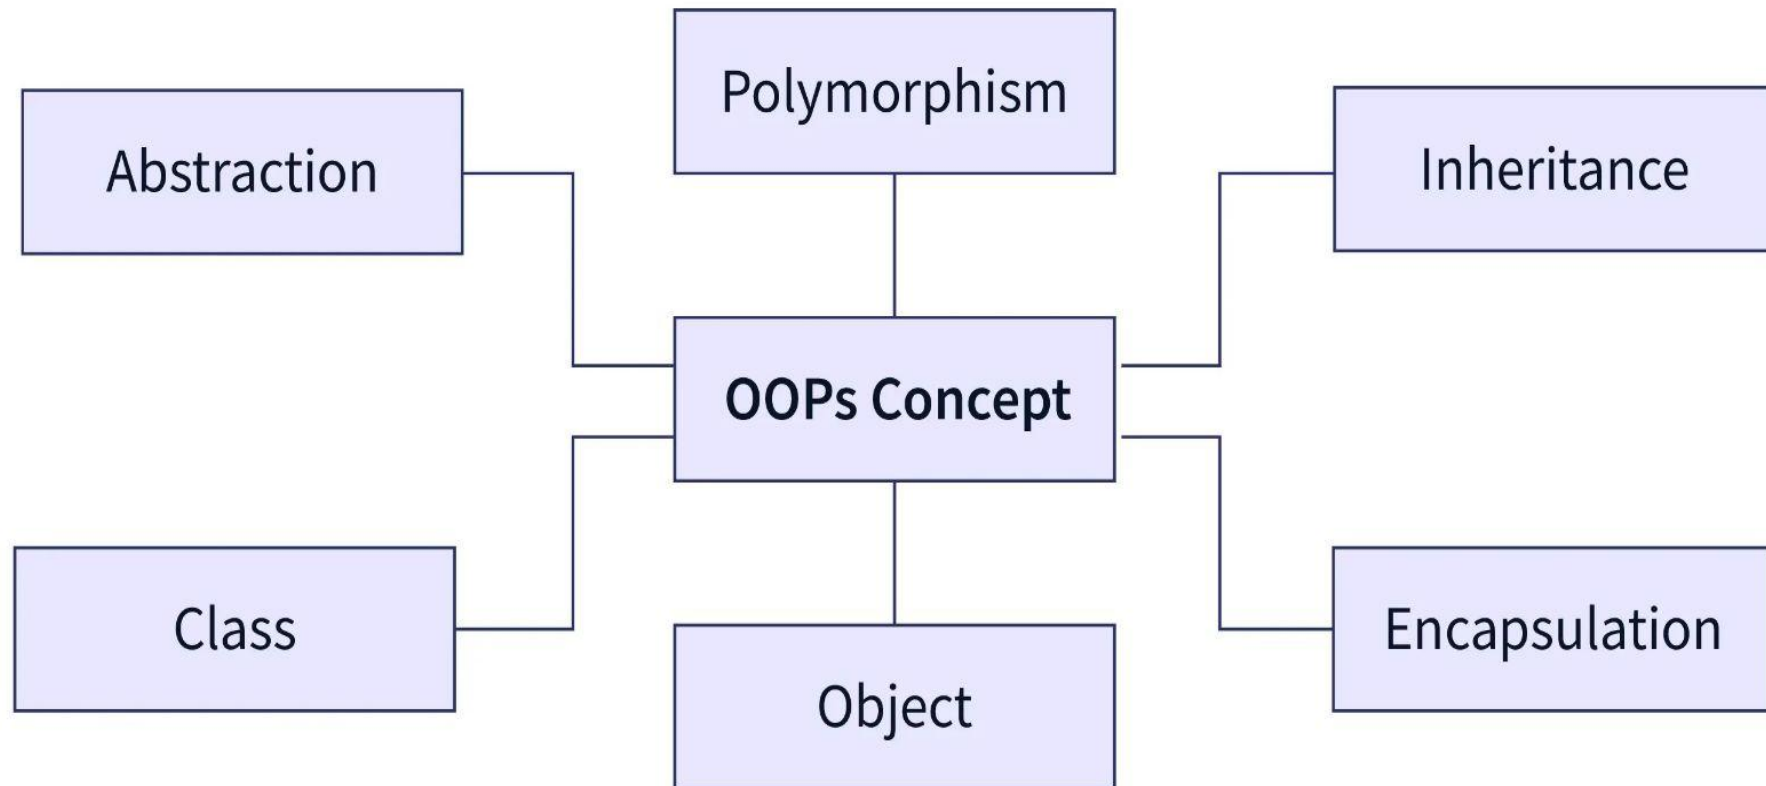 Polymorphism
Abstraction
Inheritance
OOPs Concept
Class
Encapsulation
Object